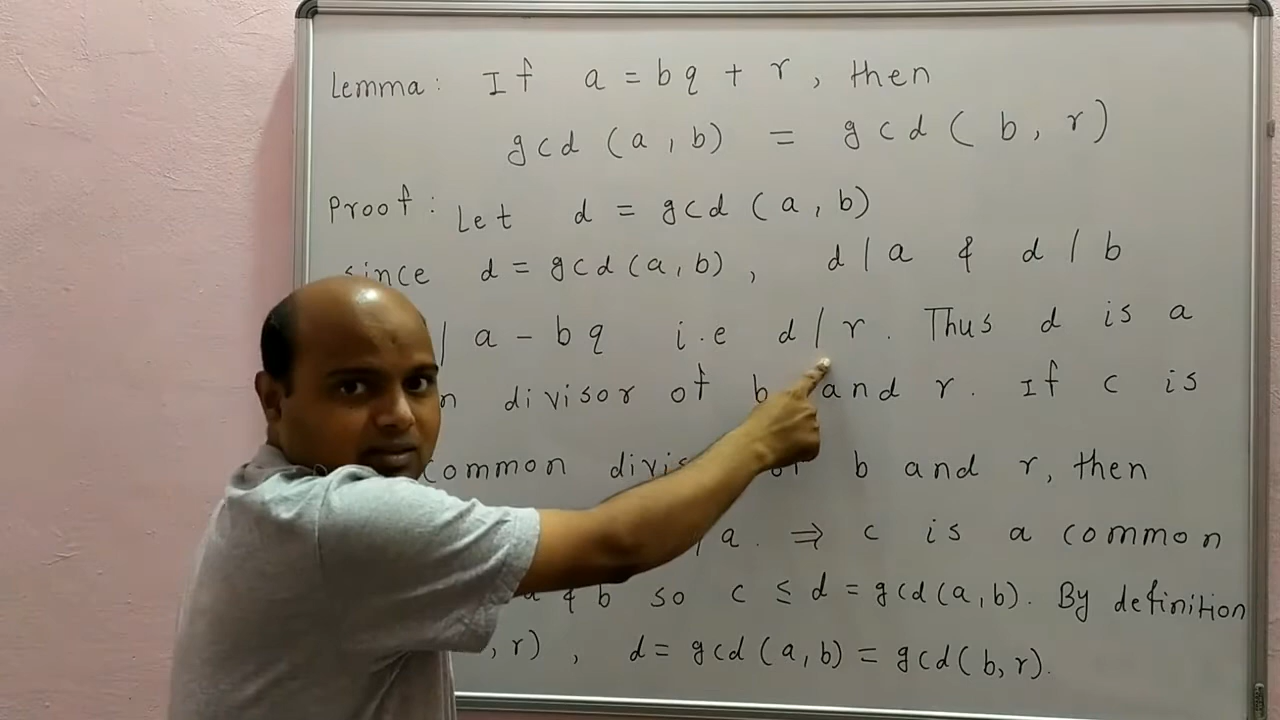 Lemma: If a = bq + r, then
gcd (a, b) = gcd (b, r)
Proof: Let d = gcd (a, b)
since d = gcd (a, b), d / a & d / b
/ a - bq i.e d / r. Thus d is a
n divisor of b and r. If c is
common of b and r, then
/ a. ⇒ c is a common
a & b so c ≤ d = gcd (a, b). By definition
, r), d = gcd (a, b) = gcd (b, r).